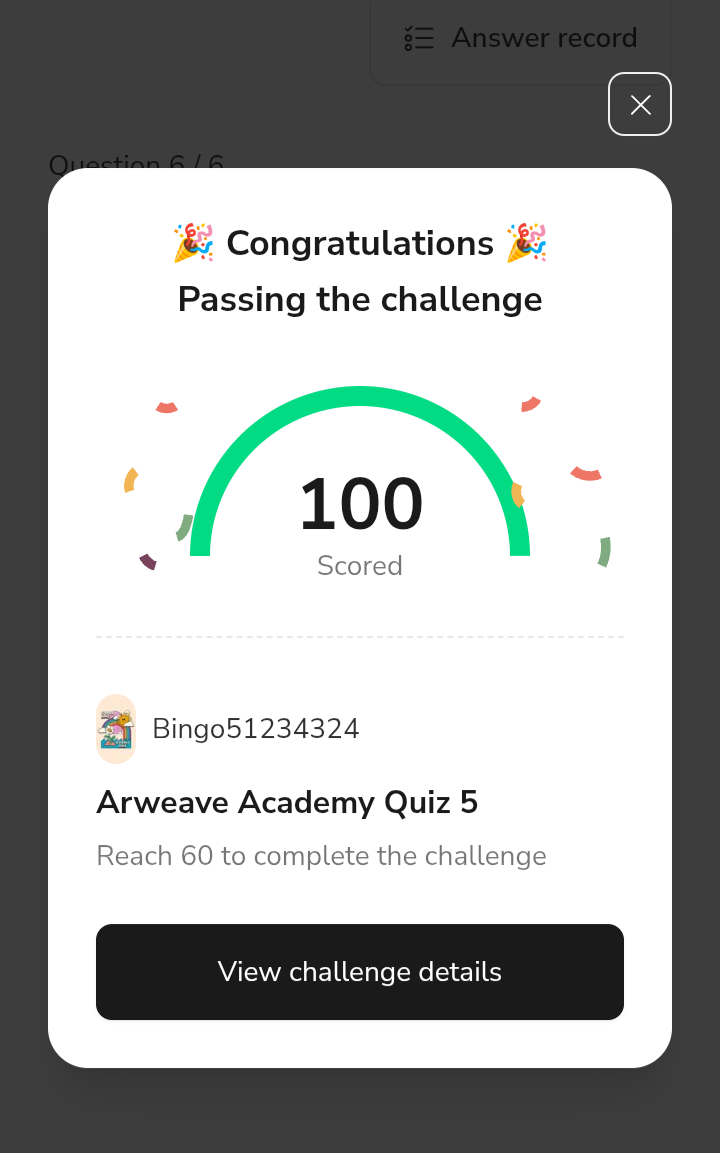 Answer record
Question 6 / 6
🎉 Congratulations 🎉
Passing the challenge
100
Scored
Bingo51234324
Arweave Academy Quiz 5
Reach 60 to complete the challenge
View challenge details